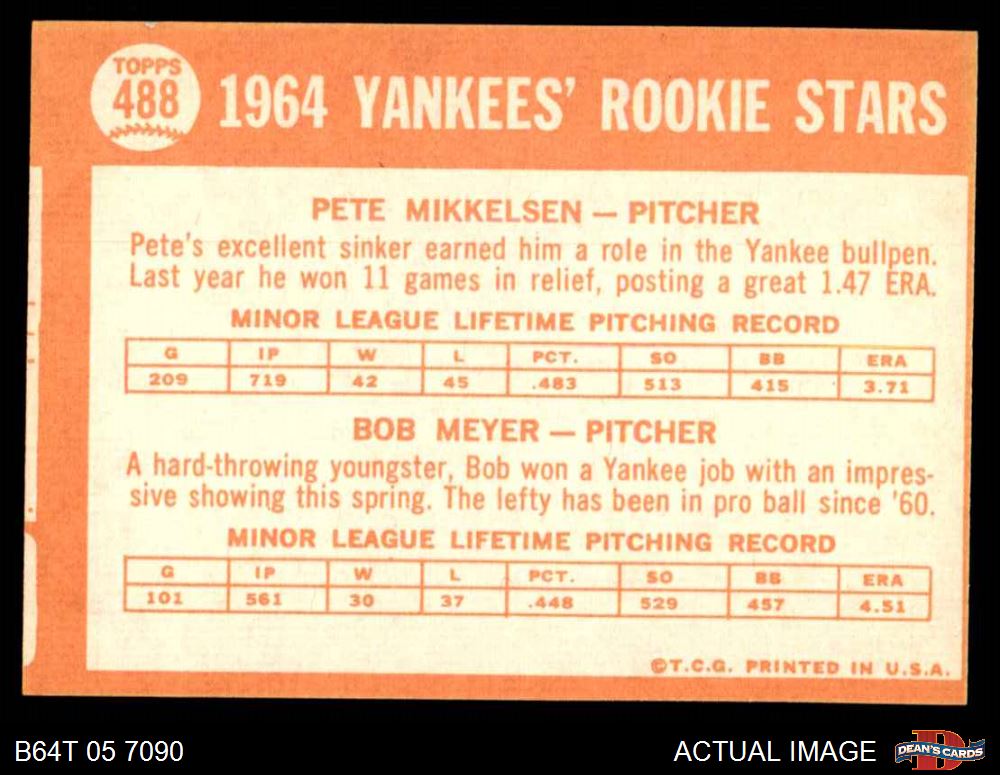 TOPPS
488
1964 YANKEES' ROOKIE STARS
PETE MIKKELSEN — PITCHER
Pete's excellent sinker earned him a role in the Yankee bullpen.
Last year he won 11 games in relief, posting a great 1.47 ERA.
MINOR LEAGUE LIFETIME PITCHING RECORD
G IP W L PCT. SO BB ERA
209 719 42 45 .483 513 415 3.71
BOB MEYER — PITCHER
A hard-throwing youngster, Bob won a Yankee job with an impres-
sive showing this spring. The lefty has been in pro ball since '60.
MINOR LEAGUE LIFETIME PITCHING RECORD
G IP W L PCT. SO BB ERA
101 561 30 37 .448 529 457 4.51
©T.C.G. PRINTED IN U.S.A.
B64T 05 7090
ACTUAL IMAGE
DEAN'S CARDS